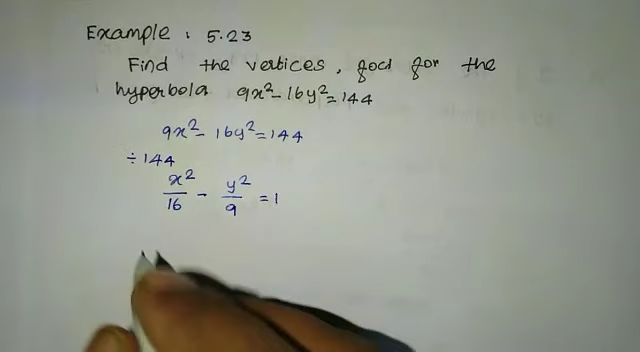 Example : 5.23
Find the vertices, foci for the
hyperbola 9x²-16y²=144
9x²-16y²=144
÷144
x²/16 - y²/9 =1